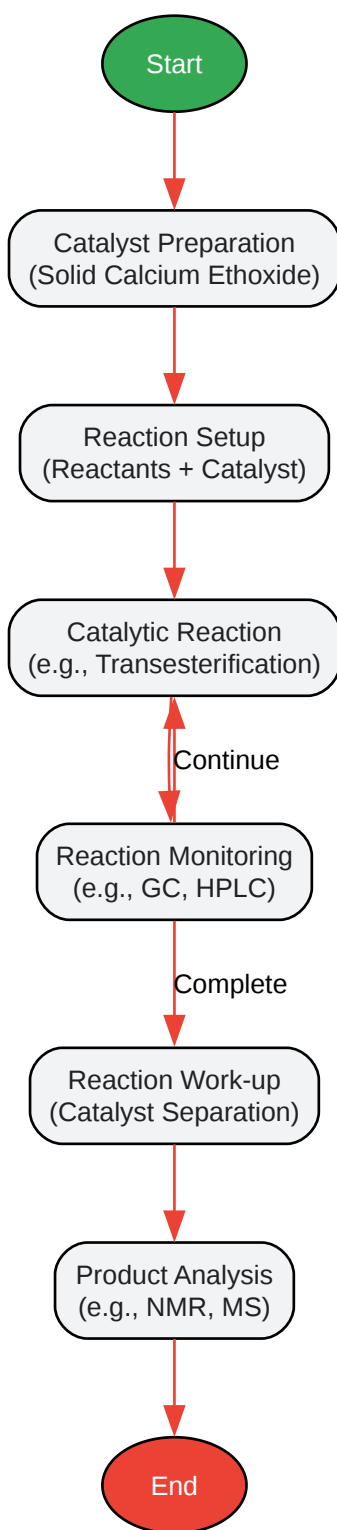 Start
Catalyst Preparation
(Solid Calcium Ethoxide)
Reaction Setup
(Reactants + Catalyst)
Catalytic Reaction
(e.g., Transesterification)
Continue
Reaction Monitoring
(e.g., GC, HPLC)
Complete
Reaction Work-up
(Catalyst Separation)
Product Analysis
(e.g., NMR, MS)
End